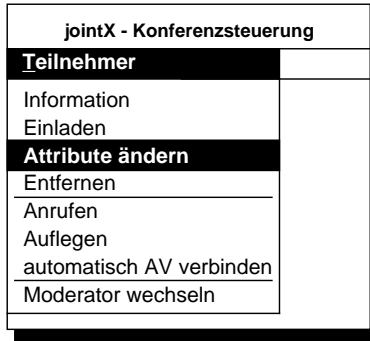 jointX - Konferenzsteuerung
Teilnehmer
Information
Einladen
Attribute ändern
Entfernen
Anrufen
Auflegen
automatisch AV verbinden
Moderator wechseln